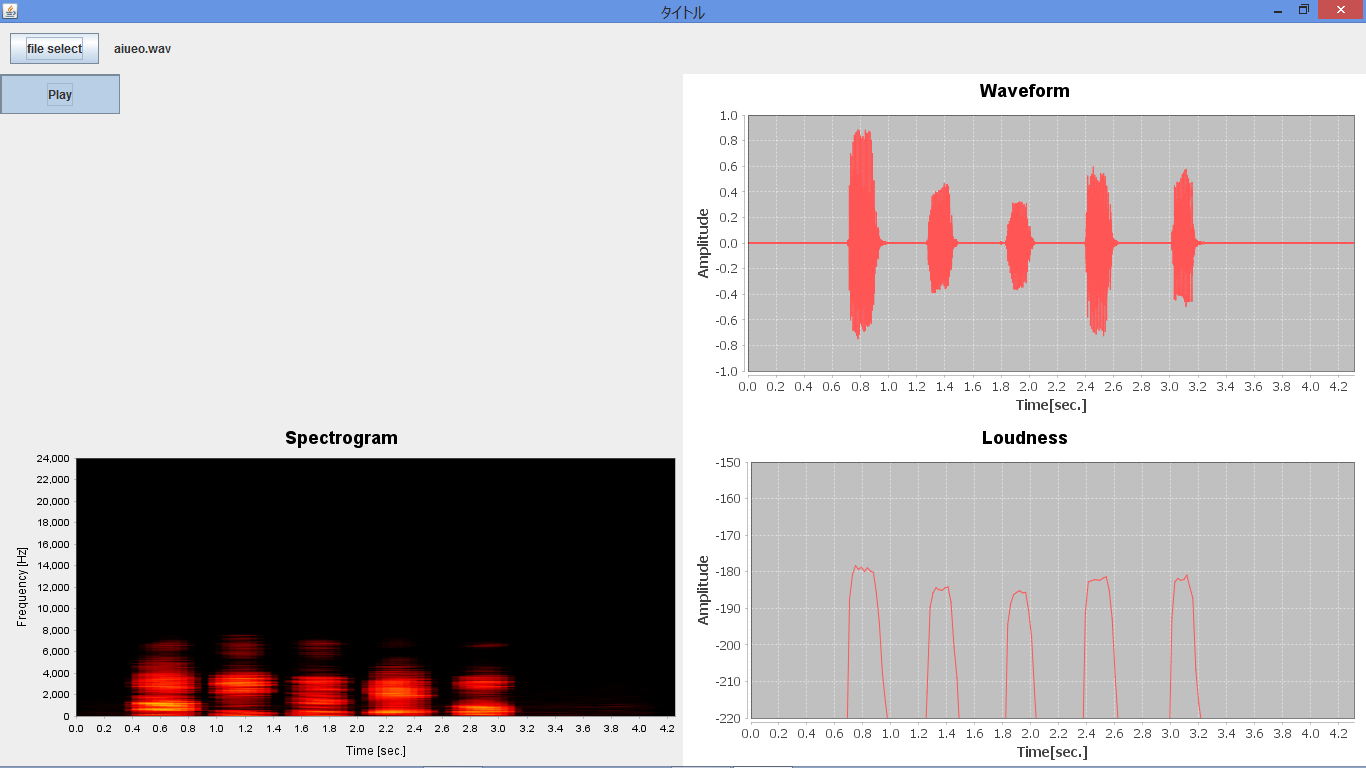 タイトル
file select aiueo.wav
Play
Waveform
Amplitude
1.0
0.8
0.6
0.4
0.2
0.0
-0.2
-0.4
-0.6
-0.8
-1.0
0.0 0.2 0.4 0.6 0.8 1.0 1.2 1.4 1.6 1.8 2.0 2.2 2.4 2.6 2.8 3.0 3.2 3.4 3.6 3.8 4.0 4.2
Time[sec.]
Spectrogram
Frequency [Hz]
24,000
22,000
20,000
18,000
16,000
14,000
12,000
10,000
8,000
6,000
4,000
2,000
0
0.0 0.2 0.4 0.6 0.8 1.0 1.2 1.4 1.6 1.8 2.0 2.2 2.4 2.6 2.8 3.0 3.2 3.4 3.6 3.8 4.0 4.2
Time [sec.]
Loudness
Amplitude
-150
-160
-170
-180
-190
-200
-210
-220
0.0 0.2 0.4 0.6 0.8 1.0 1.2 1.4 1.6 1.8 2.0 2.2 2.4 2.6 2.8 3.0 3.2 3.4 3.6 3.8 4.0 4.2
Time[sec.]